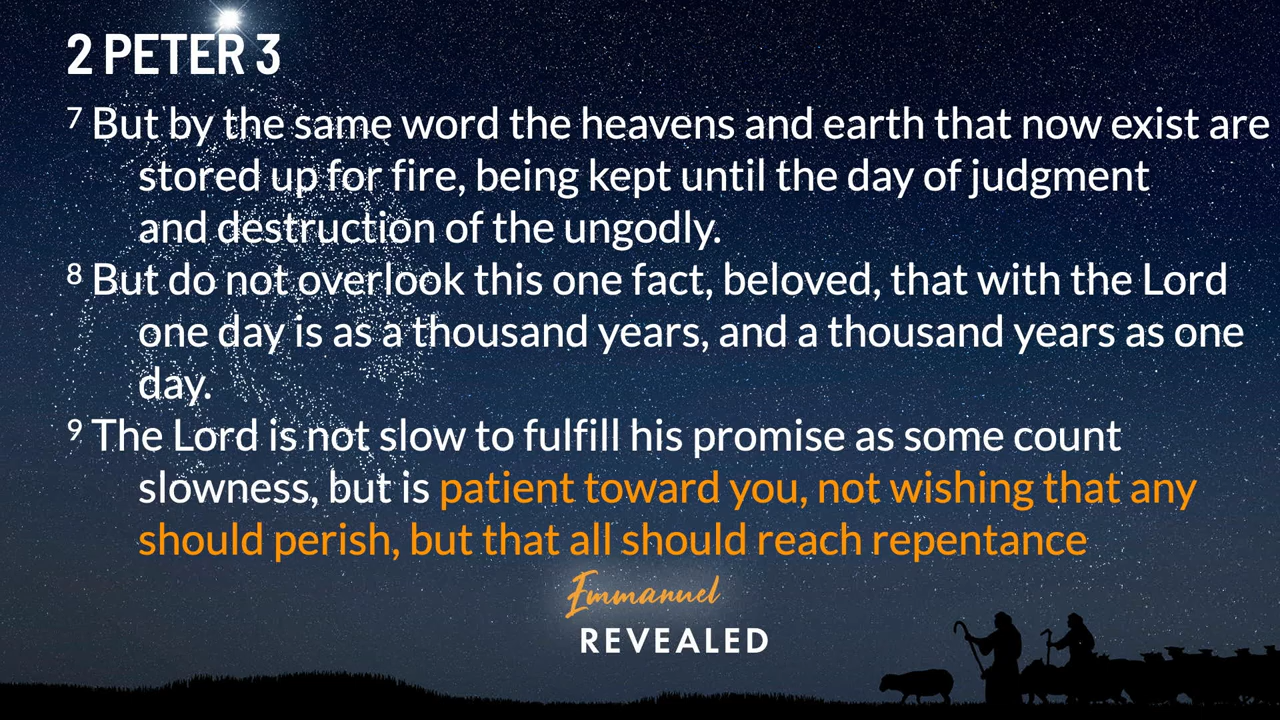 2 PETER 3
7 But by the same word the heavens and earth that now exist are
stored up for fire, being kept until the day of judgment
and destruction of the ungodly.
8 But do not overlook this one fact, beloved, that with the Lord
one day is as a thousand years, and a thousand years as one
day.
9 The Lord is not slow to fulfill his promise as some count
slowness, but is patient toward you, not wishing that any
should perish, but that all should reach repentance
Emmanuel
REVEALED